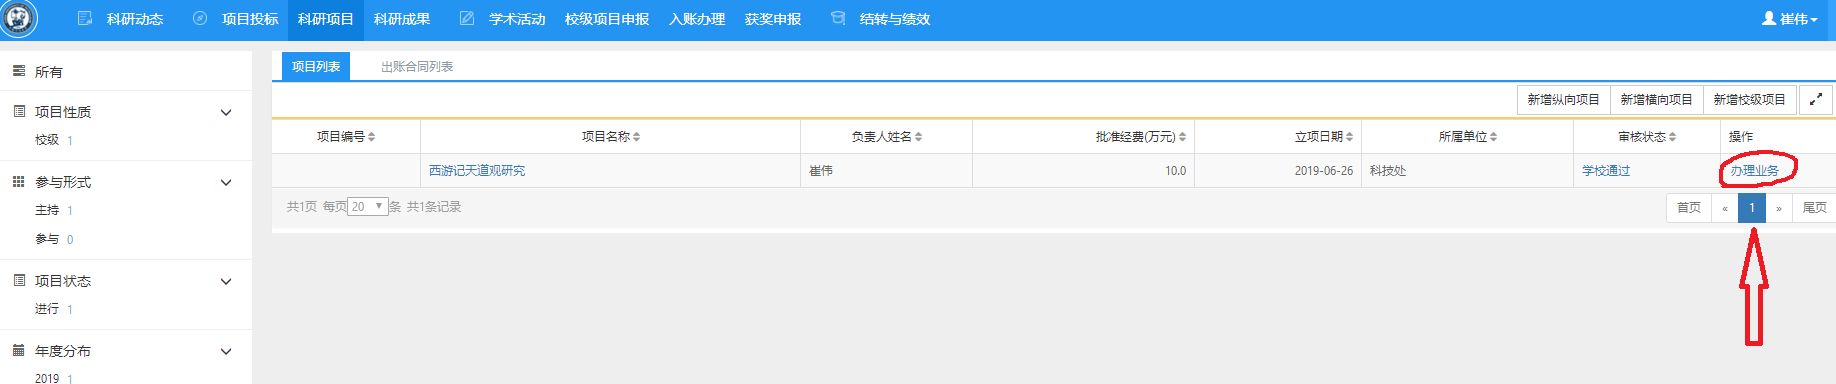 科研动态 项目投标 科研项目 科研成果 学术活动 校级项目申报 入账办理 获奖申报 结转与绩效 崔伟
所有
项目性质
校级 1
参与形式
主持 1
参与 0
项目状态
进行 1
年度分布
2019 1
项目列表 出账合同列表
新增纵向项目 新增横向项目 新增校级项目
项目编号 项目名称 负责人姓名 批准经费(万元) 立项日期 所属单位 审核状态 操作
西游记天道观研究 崔伟 10.0 2019-06-26 科技处 学校通过 办理业务
共1页 每页 20 条 共1条记录 首页 « 1 » 尾页